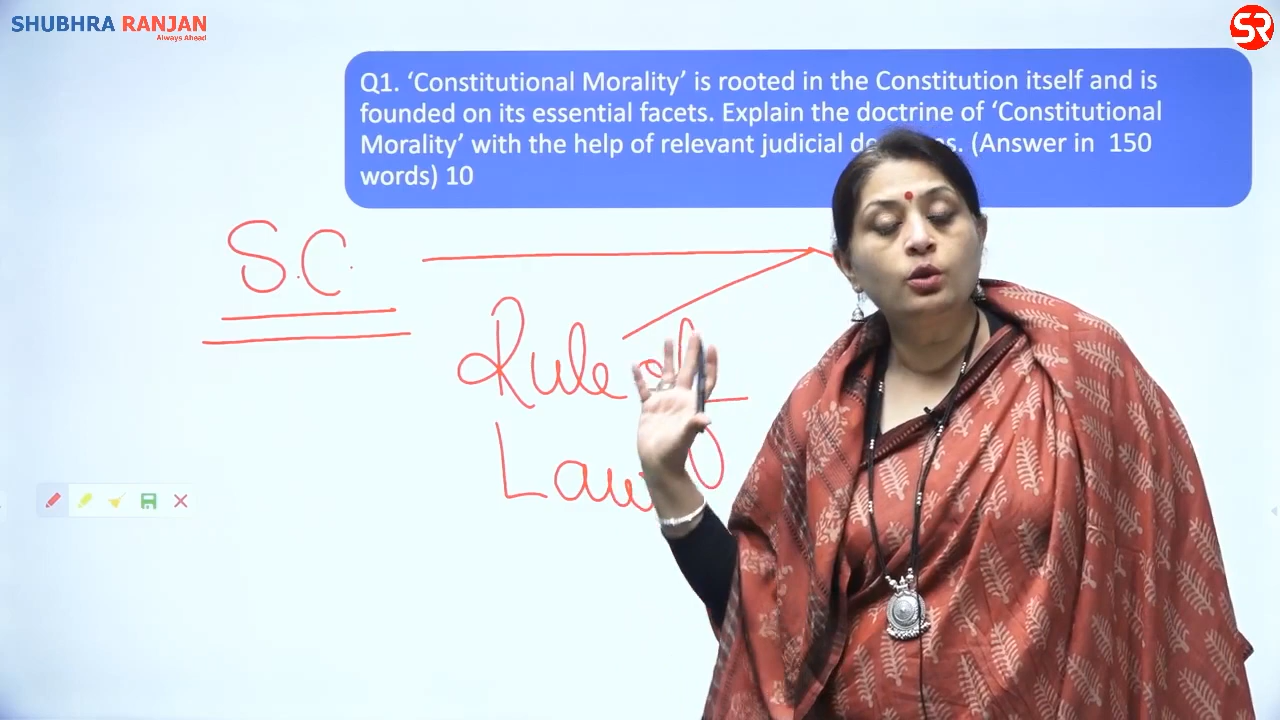 SHUBHRA RANJAN
Always Ahead
SR
Q1. ‘Constitutional Morality’ is rooted in the Constitution itself and is
founded on its essential facets. Explain the doctrine of ‘Constitutional
Morality’ with the help of relevant judicial (Answer in 150
words) 10
S.C.
Rule of
Law